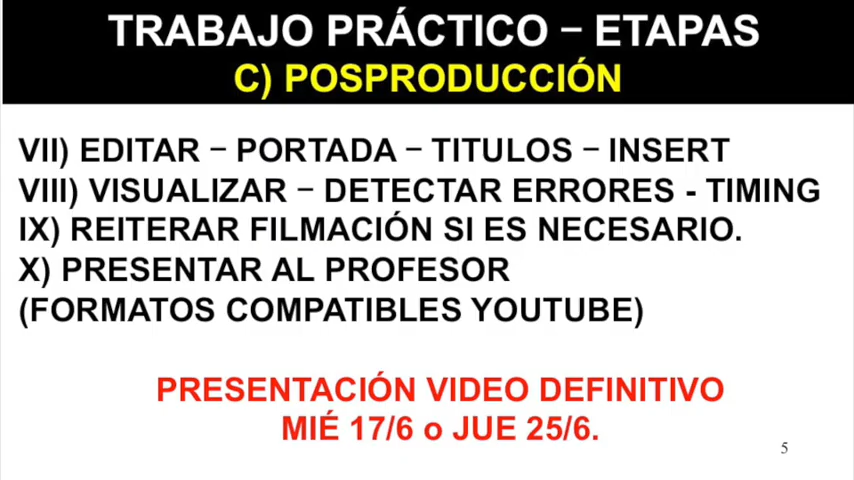 TRABAJO PRÁCTICO – ETAPAS
C) POSPRODUCCIÓN
VII) EDITAR – PORTADA – TITULOS – INSERT
VIII) VISUALIZAR – DETECTAR ERRORES - TIMING
IX) REITERAR FILMACIÓN SI ES NECESARIO.
X) PRESENTAR AL PROFESOR
(FORMATOS COMPATIBLES YOUTUBE)
PRESENTACIÓN VIDEO DEFINITIVO
MIÉ 17/6 o JUE 25/6.
5